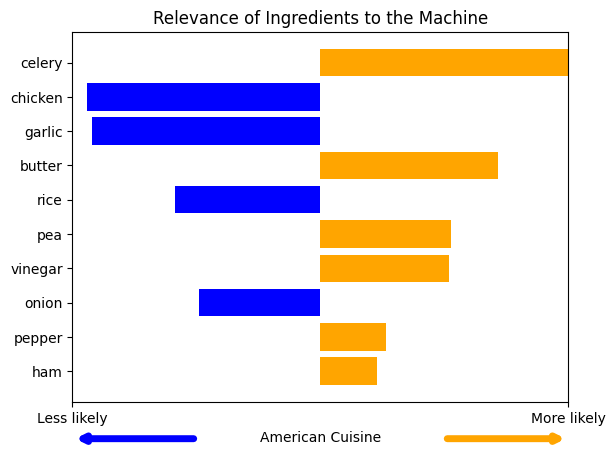 Relevance of Ingredients to the Machine
celery
chicken
garlic
butter
rice
pea
vinegar
onion
pepper
ham
Less likely
More likely
American Cuisine